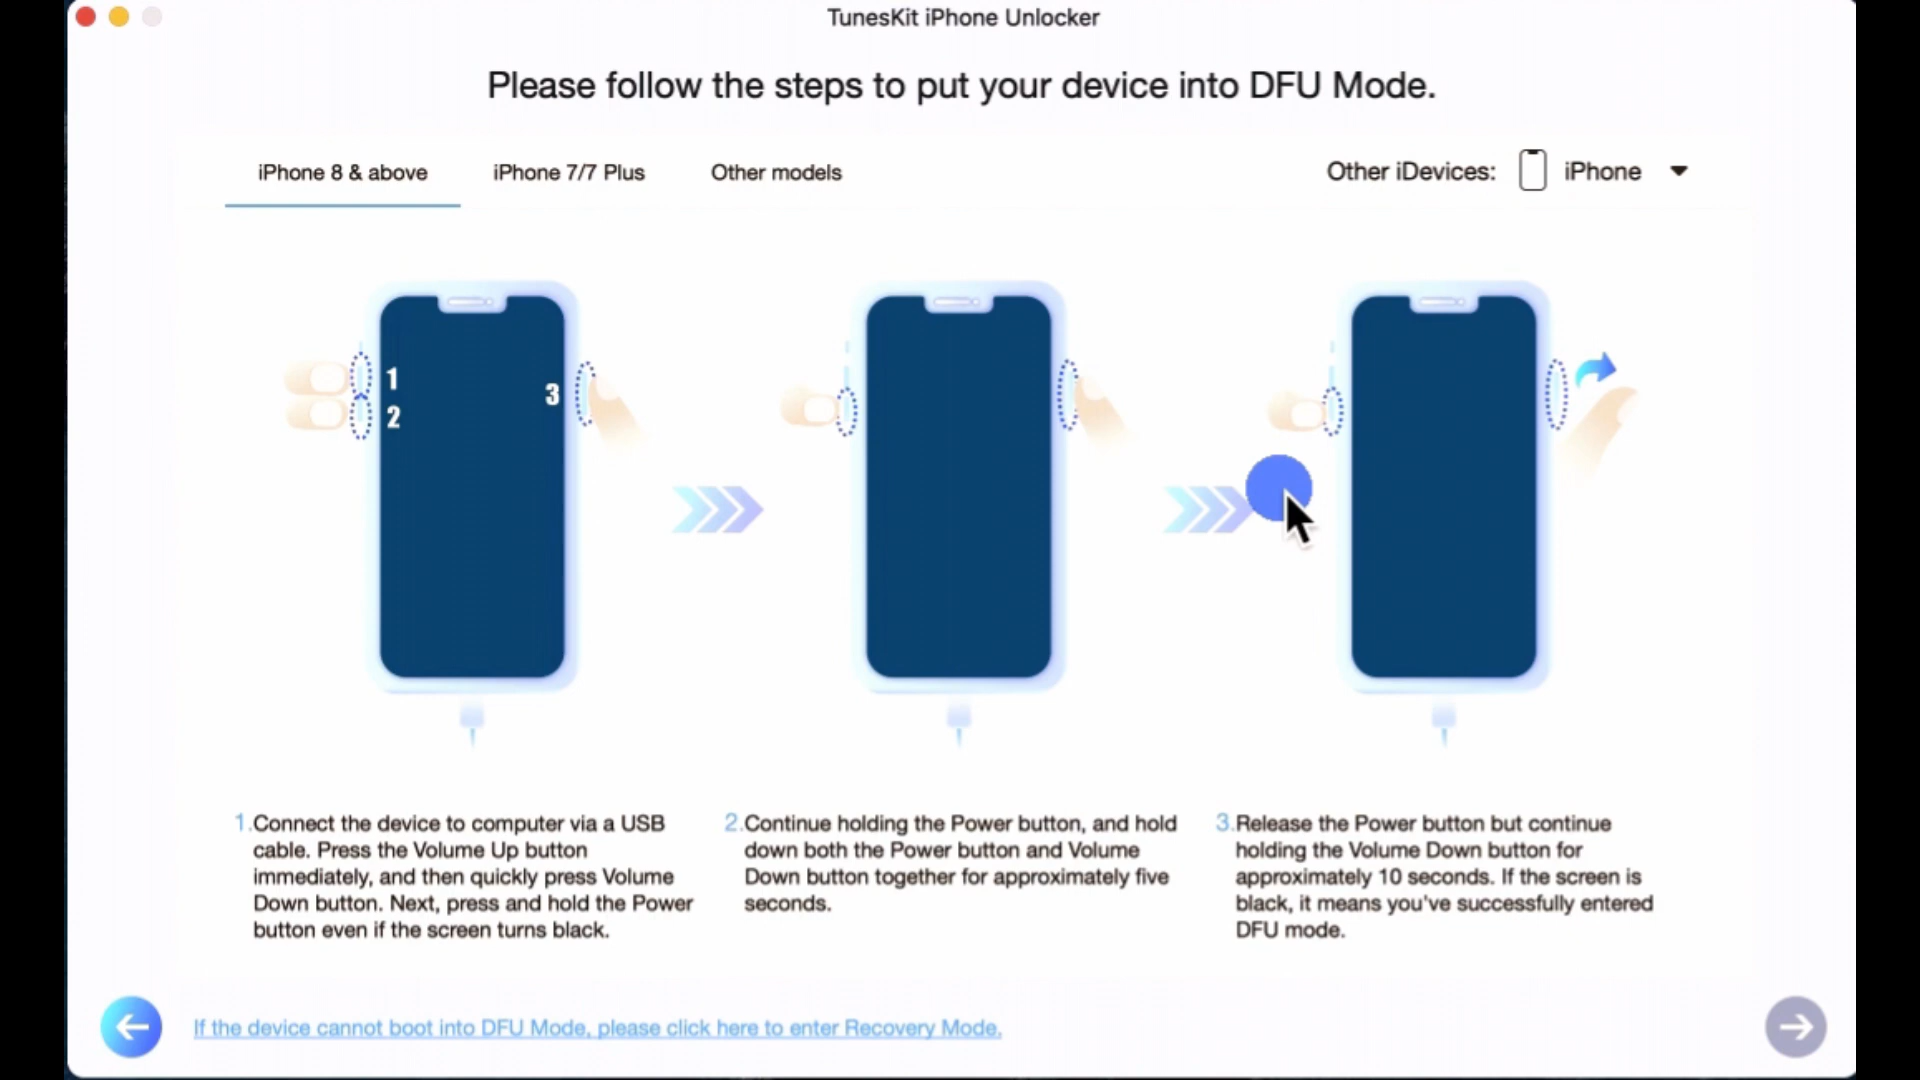 TunesKit iPhone Unlocker
Please follow the steps to put your device into DFU Mode.
iPhone 8 & above
iPhone 7/7 Plus
Other models
Other iDevices:
iPhone
1
2
3
1.Connect the device to computer via a USB
cable. Press the Volume Up button
immediately, and then quickly press Volume
Down button. Next, press and hold the Power
button even if the screen turns black.
2.Continue holding the Power button, and hold
down both the Power button and Volume
Down button together for approximately five
seconds.
3.Release the Power button but continue
holding the Volume Down button for
approximately 10 seconds. If the screen is
black, it means you've successfully entered
DFU mode.
If the device cannot boot into DFU Mode, please click here to enter Recovery Mode.